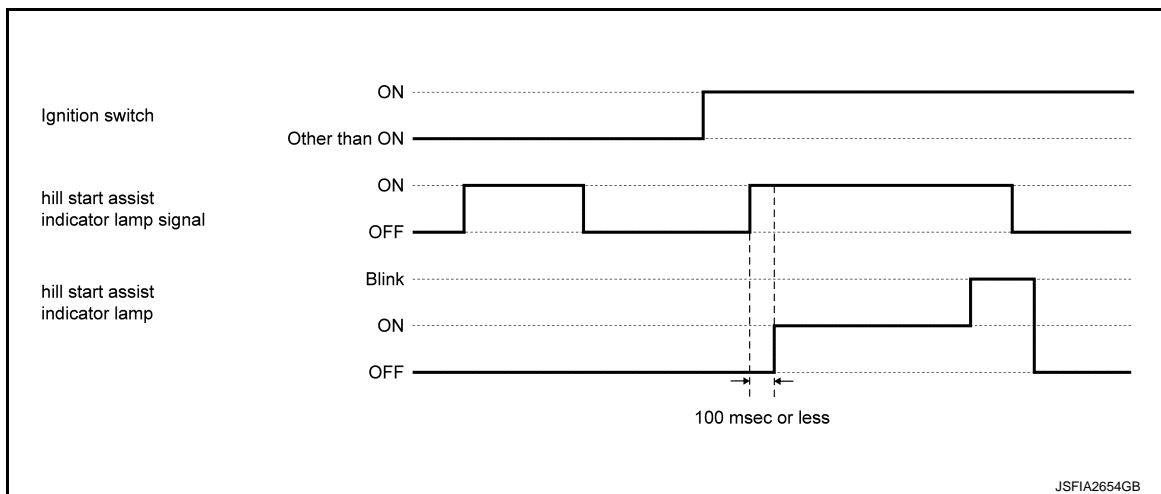 ON
Ignition switch
Other than ON
hill start assist
indicator lamp signal
ON
OFF
Blink
hill start assist
indicator lamp
ON
OFF
100 msec or less
JSFIA2654GB